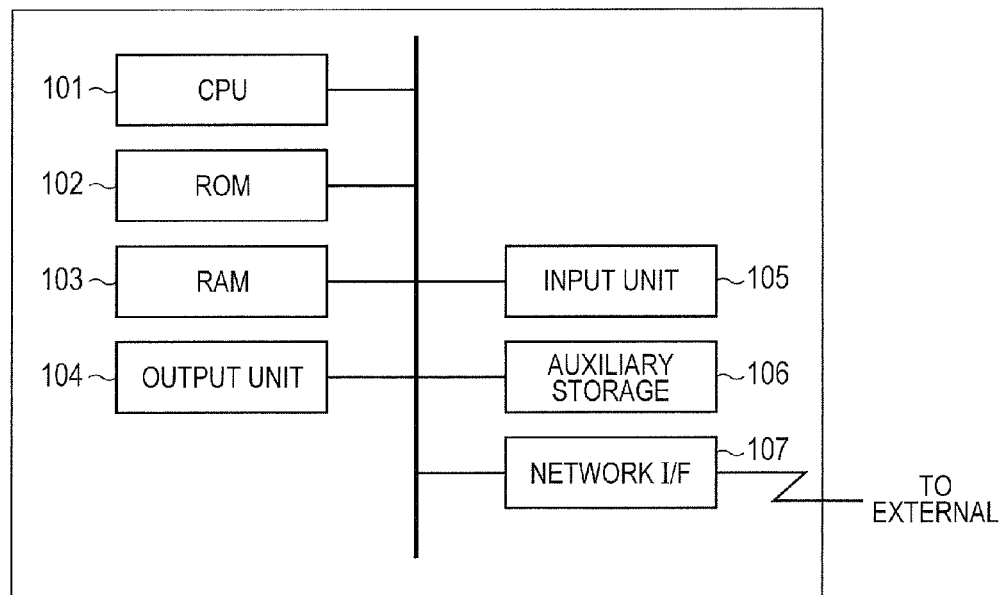 101
CPU
102
ROM
103
RAM
104
OUTPUT UNIT
INPUT UNIT
105
AUXILIARY
STORAGE
106
NETWORK I/F
107
TO
EXTERNAL